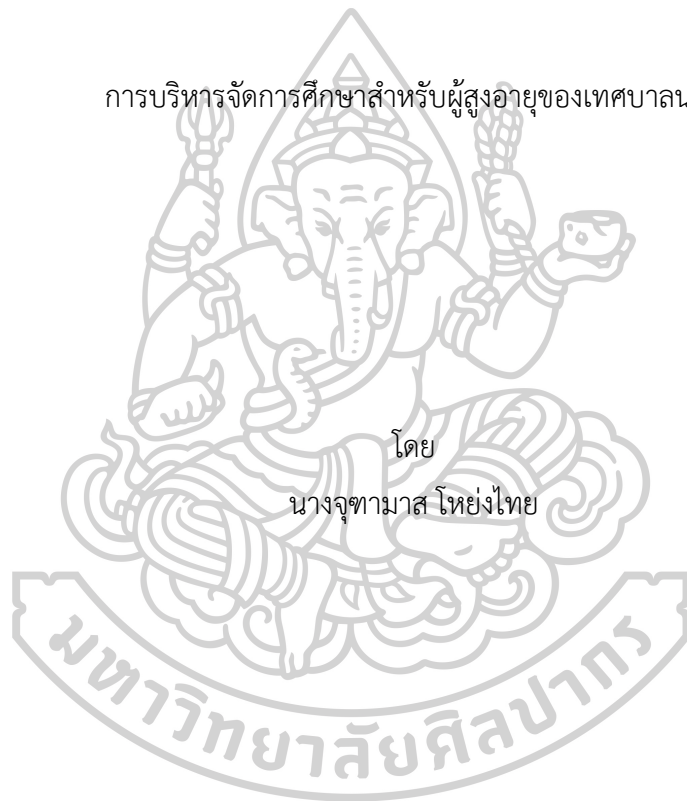 การบริหารจัดการศึกษาสำหรับผู้สูงอายุของเทศบาลน
โดย
นางจุฑามาส โหย่งไทย
มหาวิทยาลัยศิลปากร